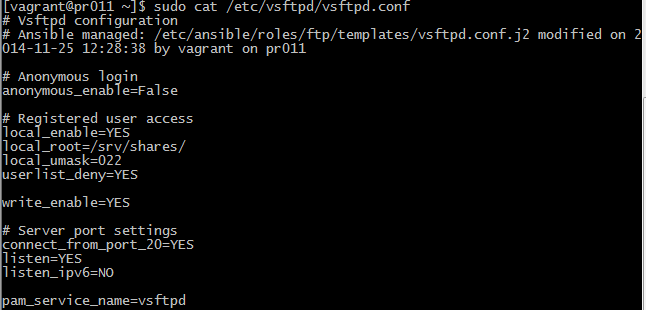 [vagrant@pr011 ~]$ sudo cat /etc/vsftpd/vsftpd.conf
# Vsftpd configuration
# Ansible managed: /etc/ansible/roles/ftp/templates/vsftpd.conf.j2 modified on 2
014-11-25 12:28:38 by vagrant on pr011
# Anonymous login
anonymous_enable=False
# Registered user access
local_enable=YES
local_root=/srv/shares/
local_umask=022
userlist_deny=YES
write_enable=YES
# Server port settings
connect_from_port_20=YES
listen=YES
listen_ipv6=NO
pam_service_name=vsftpd